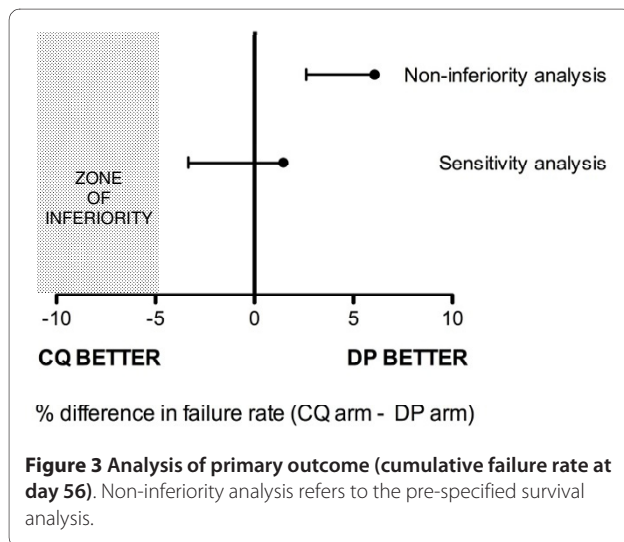 Non-inferiority analysis
Sensitivity analysis
ZONE
OF
INFERIORITY
-10 -5 0 5 10
CQ BETTER DP BETTER
% difference in failure rate (CQ arm - DP arm)
Figure 3 Analysis of primary outcome (cumulative failure rate at
day 56). Non-inferiority analysis refers to the pre-specified survival
analysis.